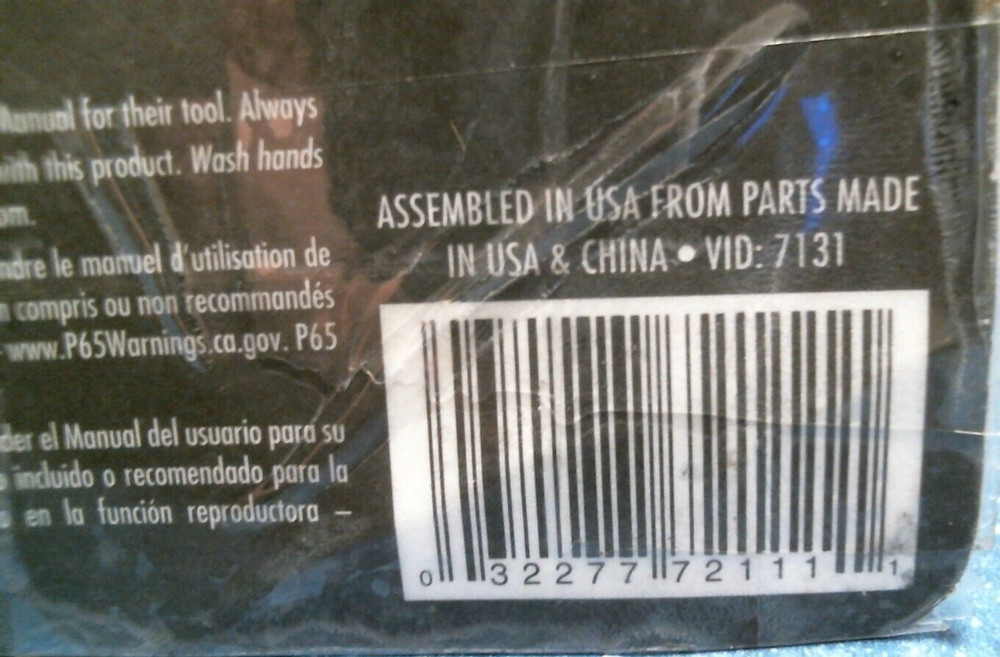 Manual for their tool. Always
with this product. Wash hands
om.
ndre le manuel d'utilisation de
n compris ou non recommandés
www.P65Warnings.ca.gov. P65
der el Manual del usuario para su
incluido o recomendado para la
en la función reproductora –
ASSEMBLED IN USA FROM PARTS MADE
IN USA & CHINA • VID: 7131
0 32277 72111 1